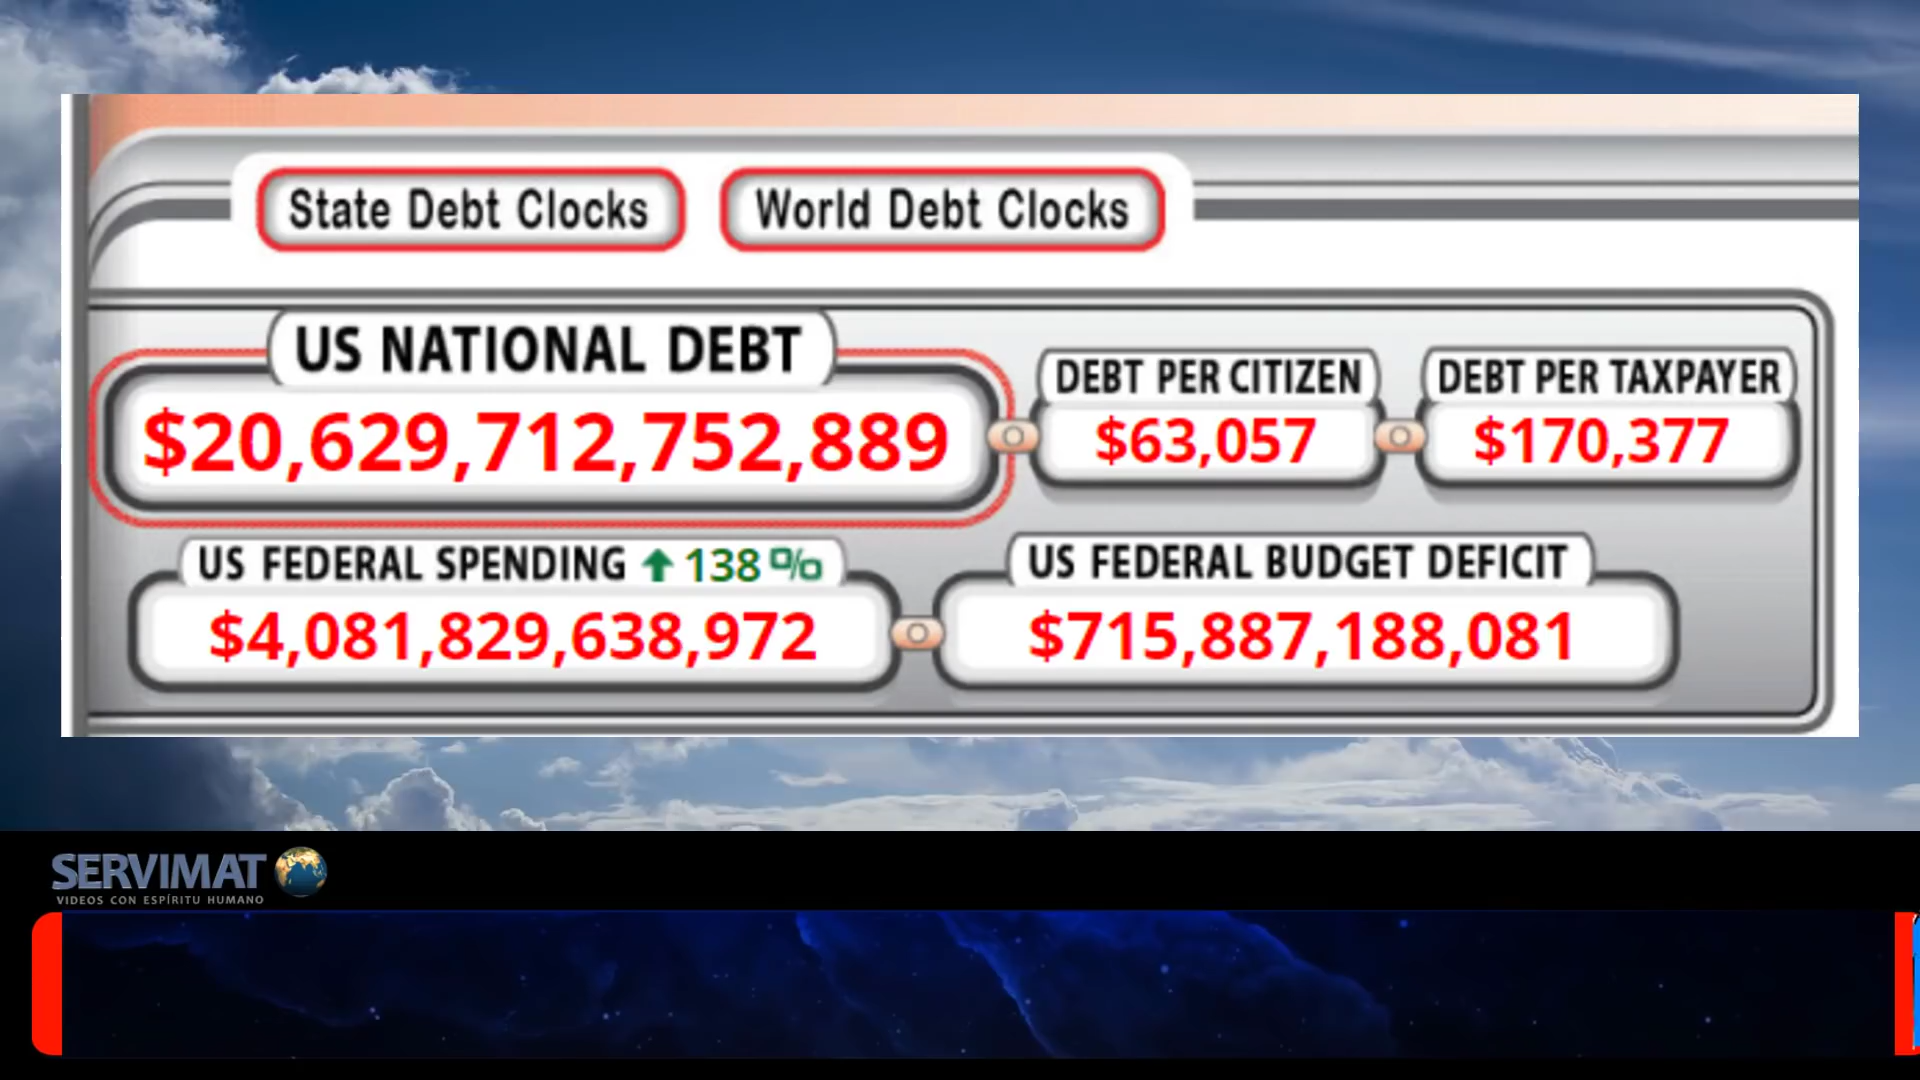 State Debt Clocks
World Debt Clocks
US NATIONAL DEBT
$20,629,712,752,889
DEBT PER CITIZEN
$63,057
DEBT PER TAXPAYER
$170,377
US FEDERAL SPENDING 138%
$4,081,829,638,972
US FEDERAL BUDGET DEFICIT
$715,887,188,081
SERVIMAT
VIDEOS CON ESPÍRITU HUMANO